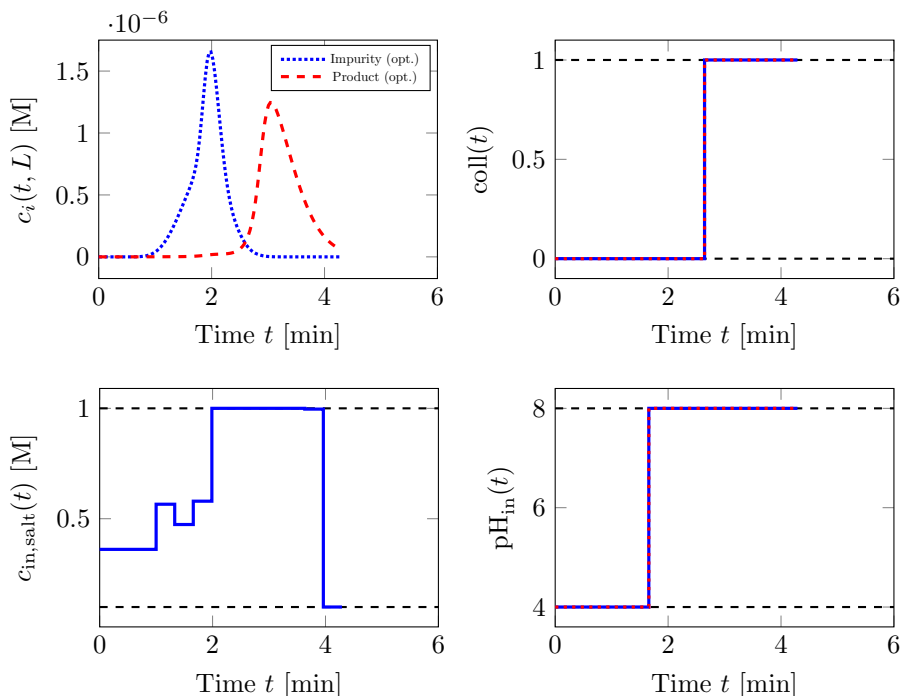 ·10⁻⁶
1.5
1
0.5
0
c_i(t, L) [M]
Impurity (opt.)
Product (opt.)
0 2 4 6
Time t [min]
1
0.5
0
coll(t)
0 2 4 6
Time t [min]
1
0.5
c_in,salt(t) [M]
0 2 4 6
Time t [min]
8
6
4
pH_in(t)
0 2 4 6
Time t [min]